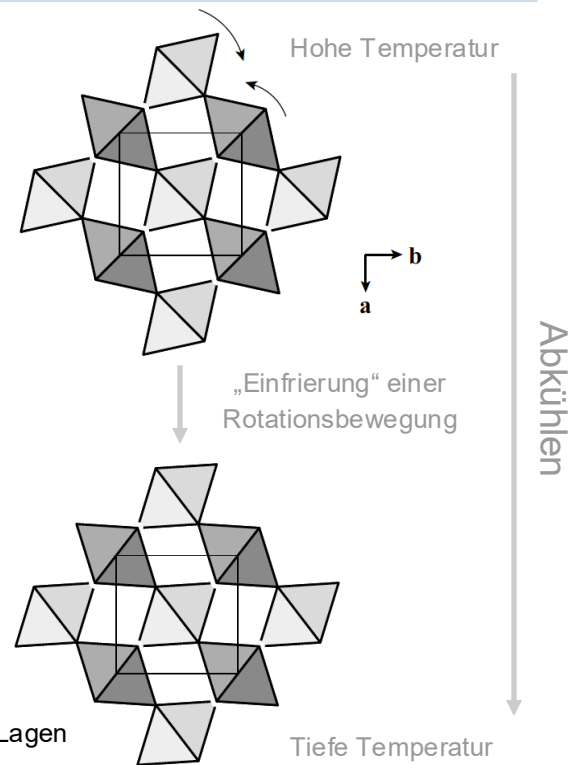 Hohe Temperatur
b
a
„Einfrierung“ einer
Rotationsbewegung
Abkühlen
Lagen
Tiefe Temperatur